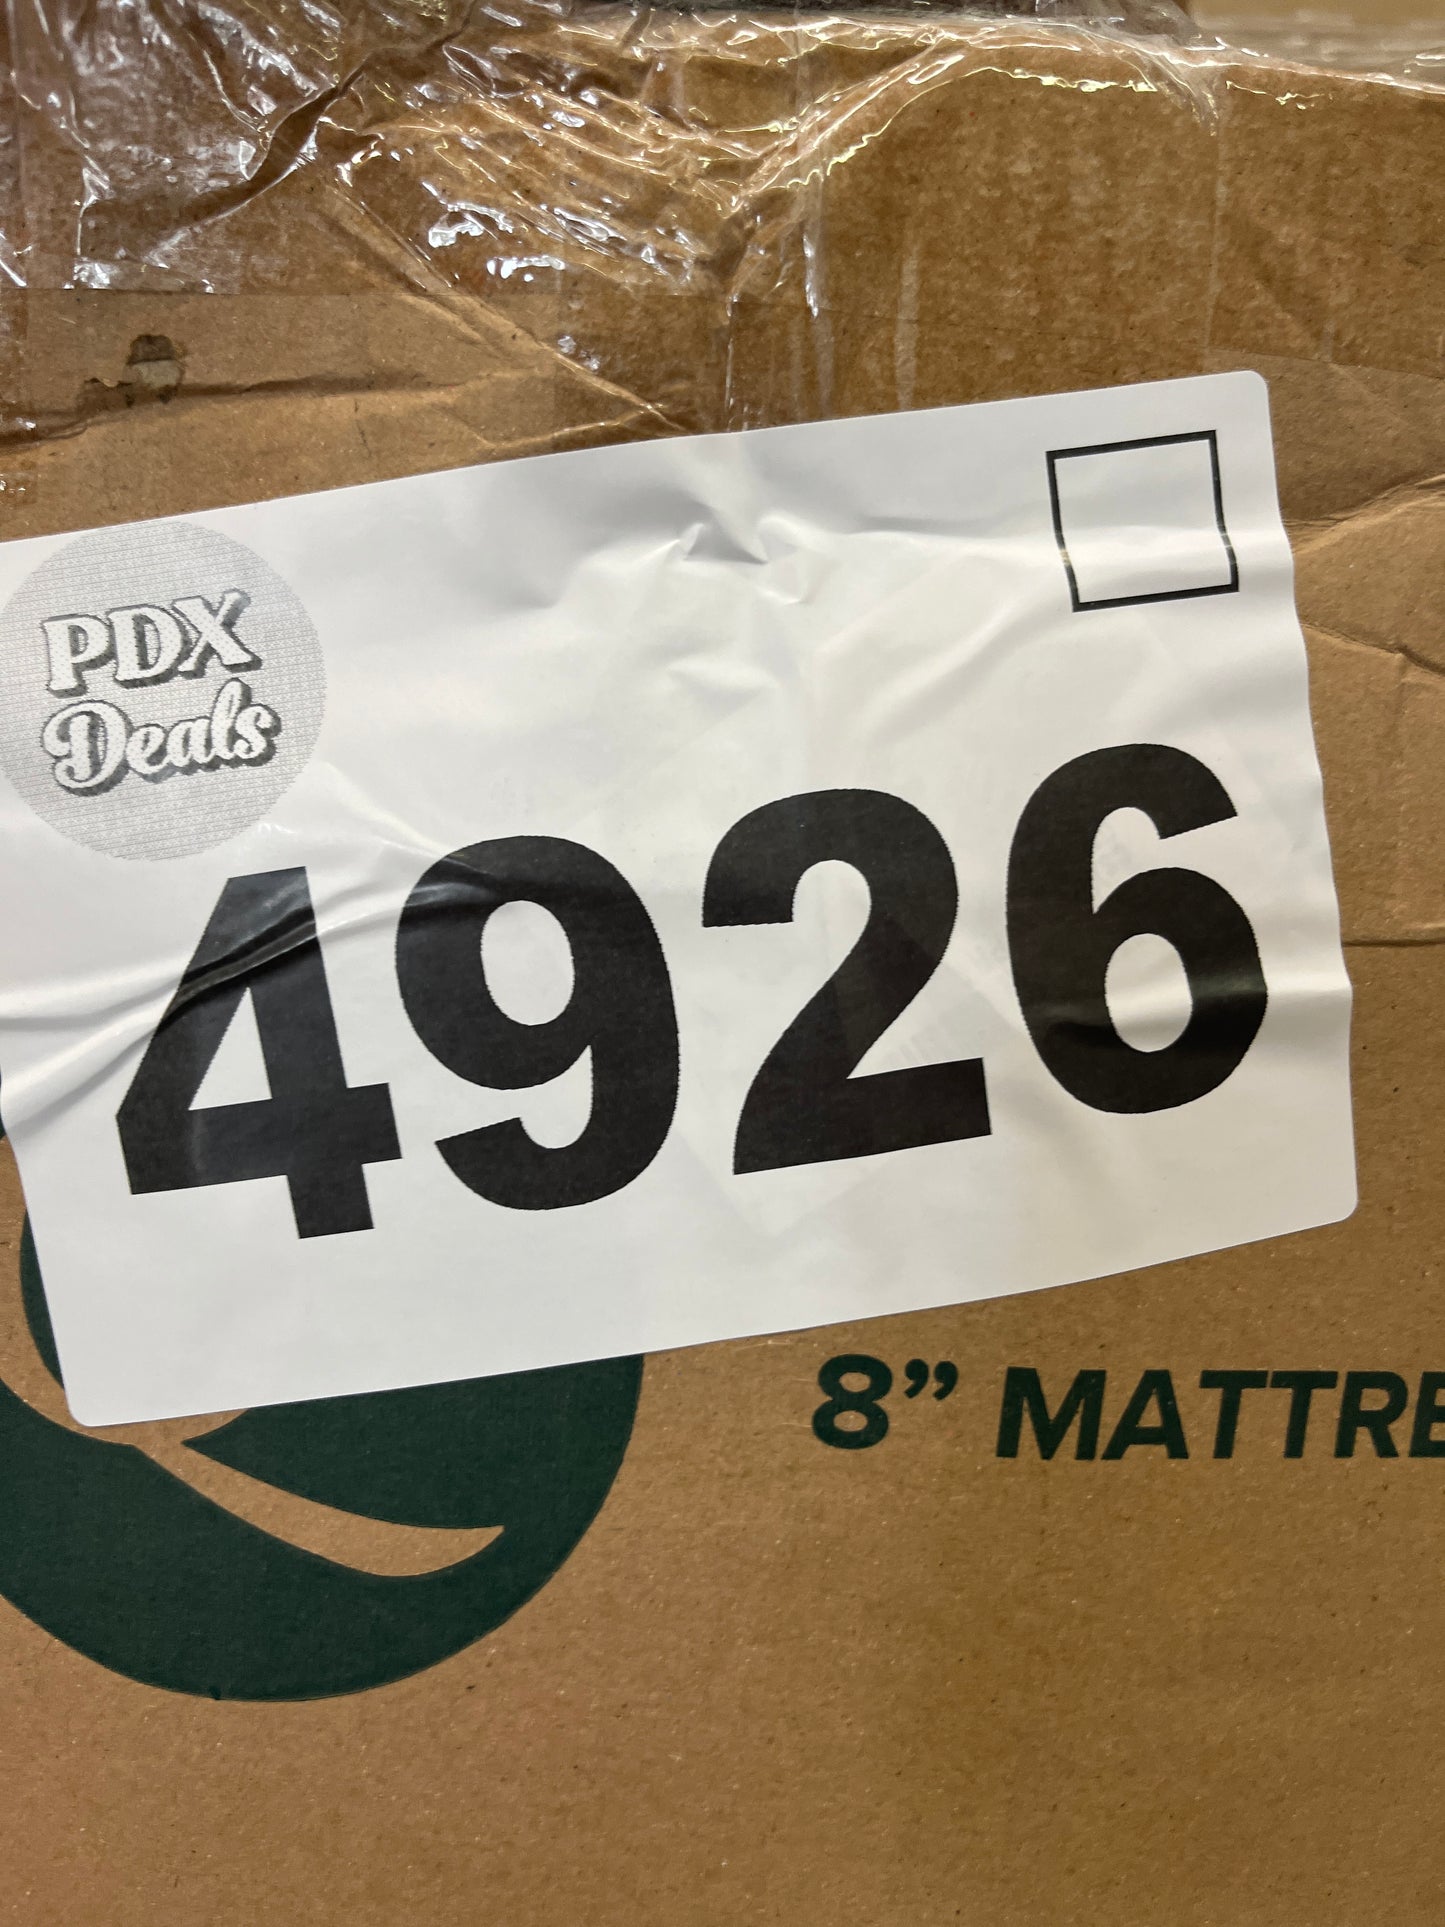 PDX
Deals
4926
8” MATTRE